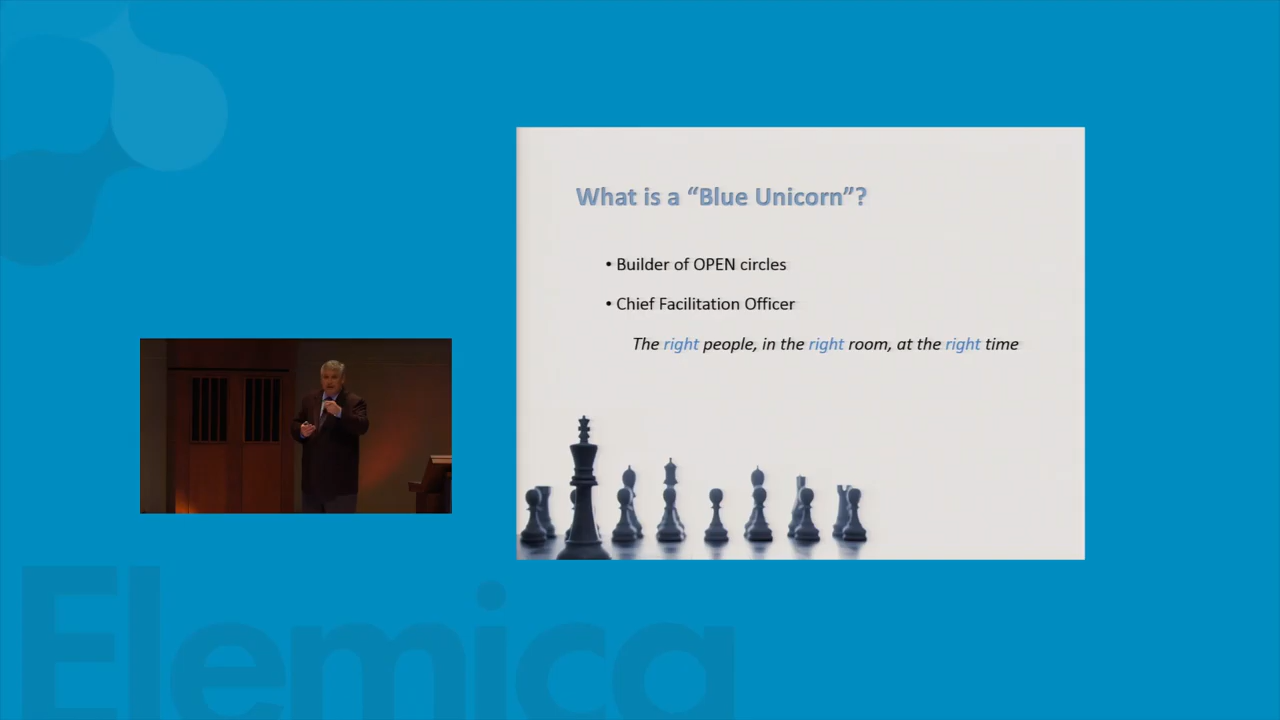 What is a “Blue Unicorn”?
• Builder of OPEN circles
• Chief Facilitation Officer
The right people, in the right room, at the right time
Elemica